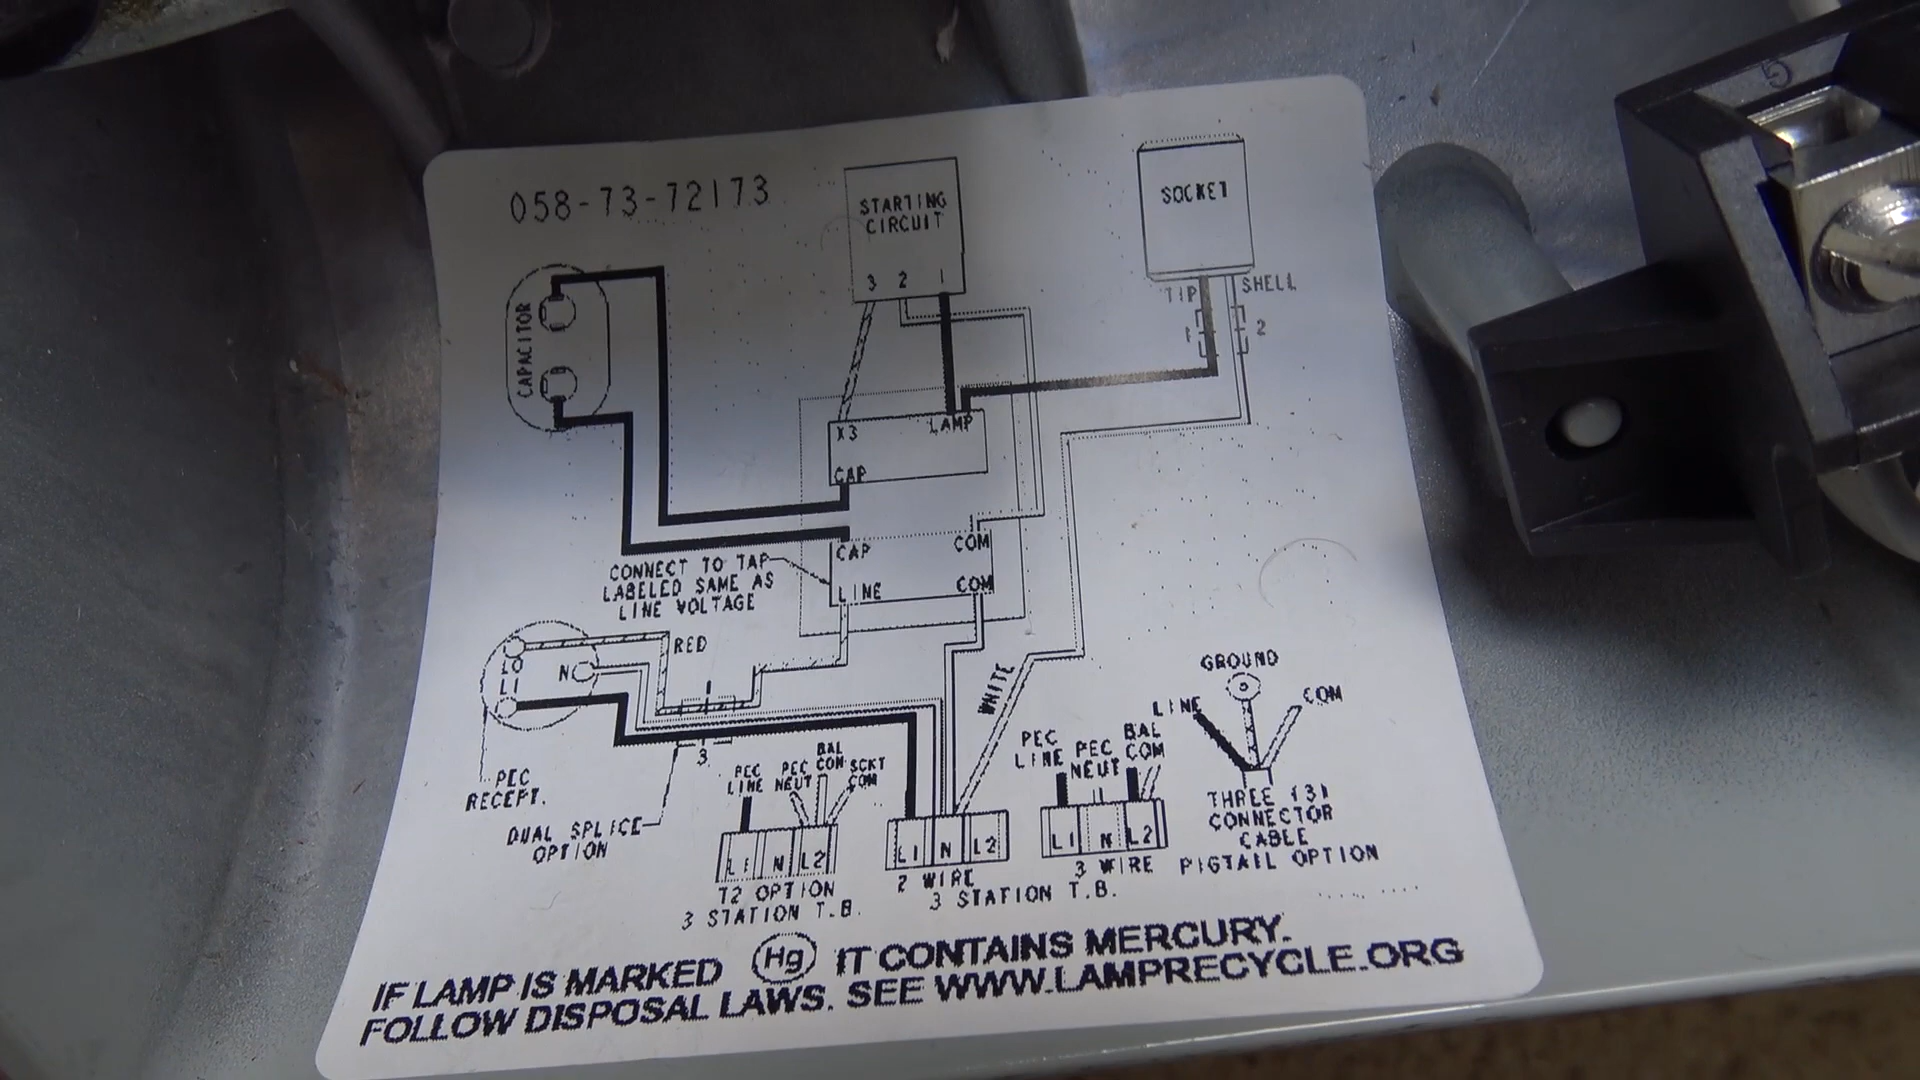 058-73-72173
STARTING
CIRCUIT
3 2 1
SOCKET
TIP SHELL
1 2
CAPACITOR
X3 LAMP
CAP
CAP COM
LINE COM
CONNECT TO TAP
LABELED SAME AS
LINE VOLTAGE
RED
LO
N
LI
1
3
WHITE
PEC
RECEPT.
DUAL SPLICE
OPTION
PEC
LINE
PEC
NEUT
BAL
COM
SCKT
COM
L1 N L2
T2 OPTION
3 STATION T.B.
L1 N L2
2 WIRE
3 STATION T.B.
PEC
LINE
PEC
NEUT
BAL
COM
L1 N L2
3 WIRE
GROUND
LINE COM
THREE (3)
CONNECTOR
CABLE
PIGTAIL OPTION
IF LAMP IS MARKED Hg IT CONTAINS MERCURY.
FOLLOW DISPOSAL LAWS. SEE WWW.LAMPRECYCLE.ORG
G